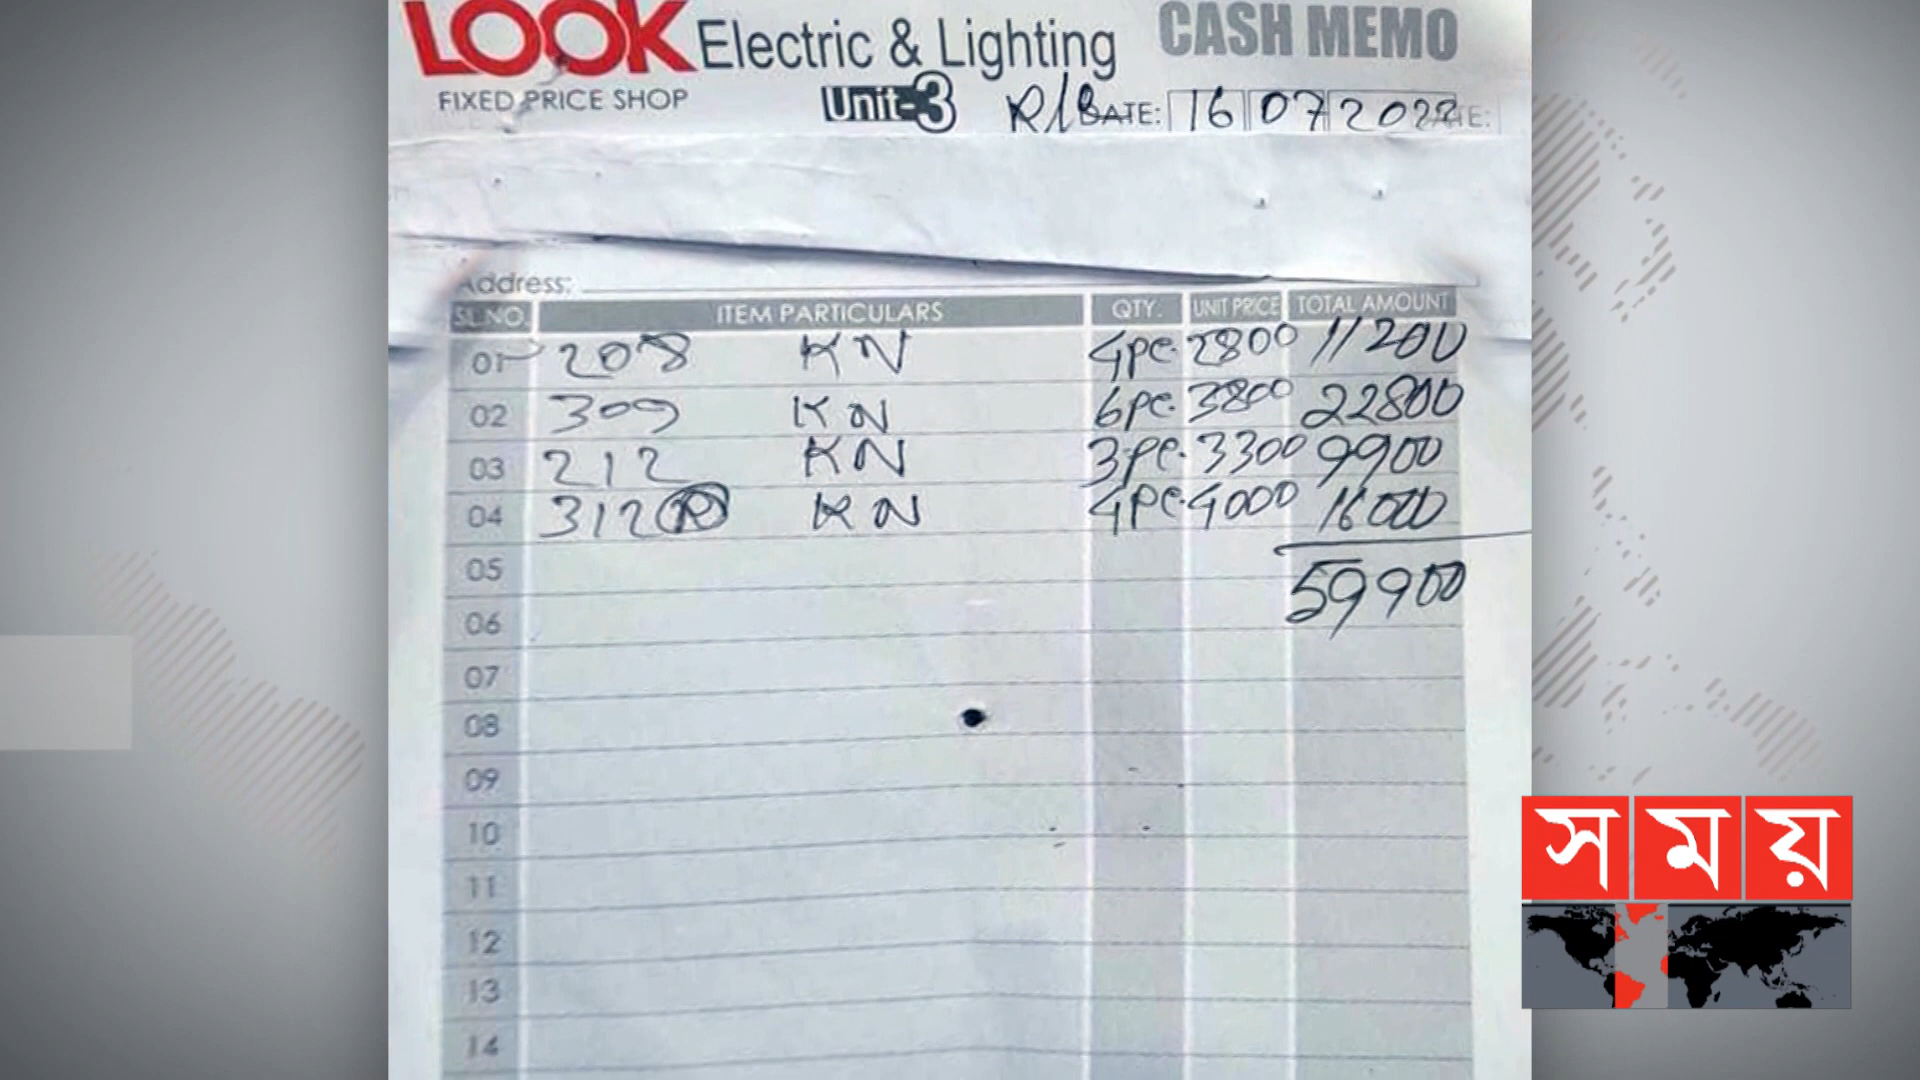 LOOK Electric & Lighting CASH MEMO
FIXED PRICE SHOP Unit-3 DATE: 16 07 2022
Address:
SL.NO. ITEM PARTICULARS QTY. UNIT PRICE TOTAL AMOUNT
01 208 KN 4pc. 2800 11200
02 309 KN 6pc. 3800 22800
03 212 KN 3pc. 3300 9900
04 312 R KN 4pc. 4000 16000
05 59900
06
07
08
09
10
11
12
13
14
সময়